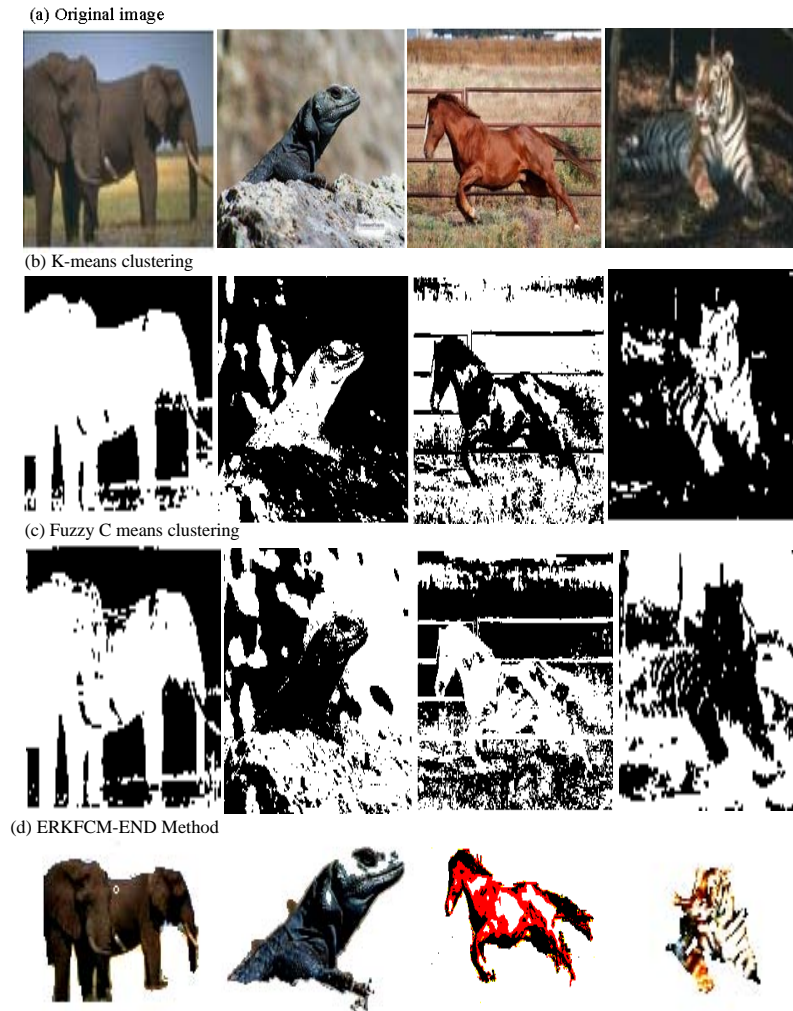 (a) Original image
(b) K-means clustering
(c) Fuzzy C means clustering
(d) ERKFCM-END Method